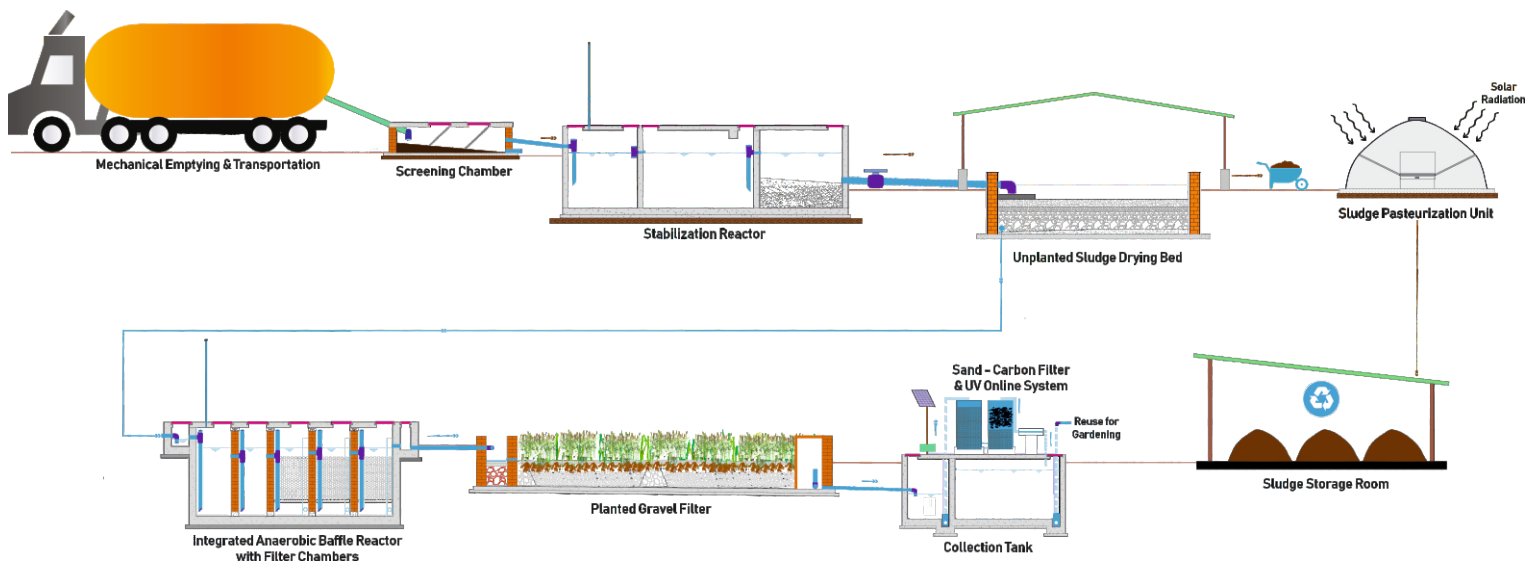 Solar
Radiation
Mechanical Emptying & Transportation
Screening Chamber
Stabilization Reactor
Unplanted Sludge Drying Bed
Sludge Pasteurization Unit
Sand – Carbon Filter
& UV Online System
Reuse for
Gardening
Integrated Anaerobic Baffle Reactor
with Filter Chambers
Planted Gravel Filter
Collection Tank
Sludge Storage Room